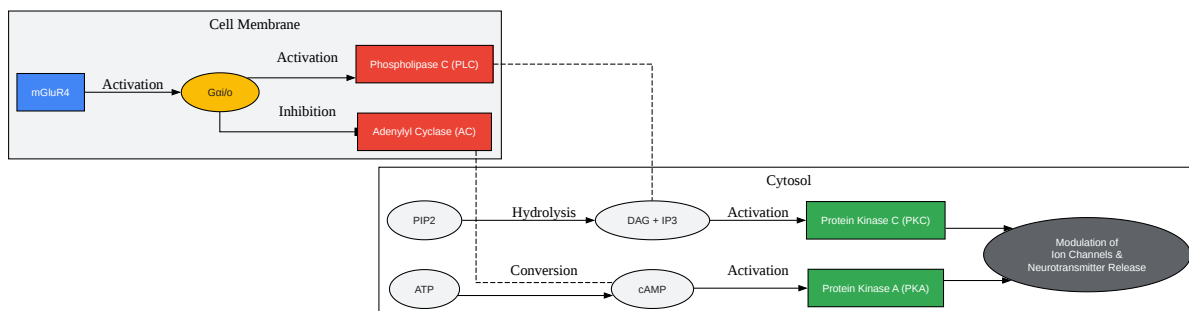 Cell Membrane
Activation
Phospholipase C (PLC)
mGluR4
Activation
Gαi/o
Inhibition
Adenylyl Cyclase (AC)
Cytosol
PIP2
Hydrolysis
DAG + IP3
Activation
Protein Kinase C (PKC)
Modulation of
Ion Channels &
Neurotransmitter Release
ATP
Conversion
cAMP
Activation
Protein Kinase A (PKA)